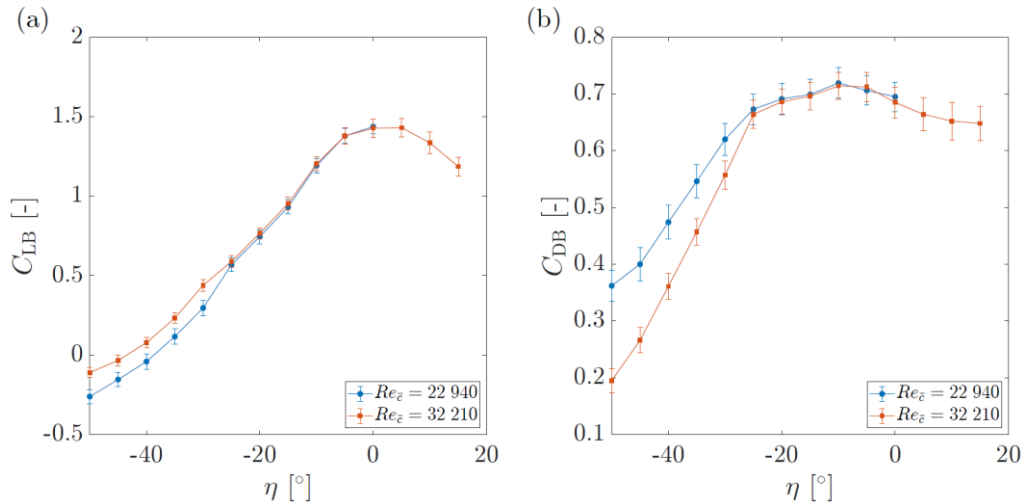 (a)
2
1.5
1
0.5
0
-0.5
C_LB [-]
-40
-20
0
20
η [°]
Re_c̄ = 22 940
Re_c̄ = 32 210
(b)
0.8
0.7
0.6
0.5
0.4
0.3
0.2
0.1
C_DB [-]
-40
-20
0
20
η [°]
Re_c̄ = 22 940
Re_c̄ = 32 210